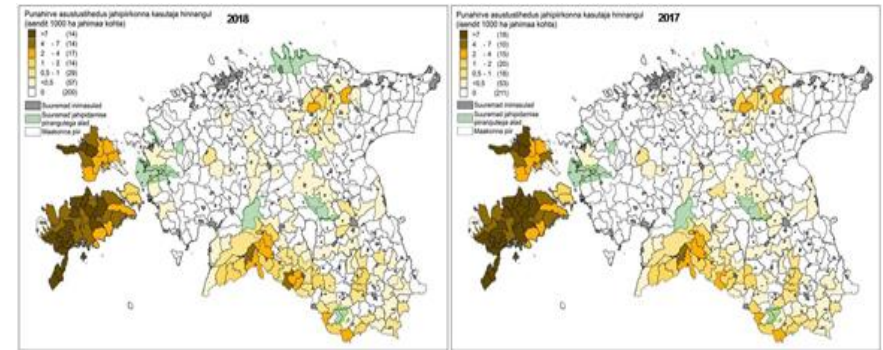 Punahirve asustustihedus jahipiirkonna kasutaja hinnangul
(isendit 1000 ha jahimaa kohta)
2018
>7 (14)
4 - 7 (14)
2 - 4 (17)
1 - 2 (14)
0,5 - 1 (29)
<0,5 (57)
0 (200)
Suuremad inimasulad
Suuremad jahipidamise
piirangutega alad
Maakonna piir
Punahirve asustustihedus jahipiirkonna kasutaja hinnangul
(isendit 1000 ha jahimaa kohta)
2017
>7 (18)
4 - 7 (10)
2 - 4 (15)
1 - 2 (20)
0,5 - 1 (18)
<0,5 (53)
0 (211)
Suuremad inimasulad
Suuremad jahipidamise
piirangutega alad
Maakonna piir